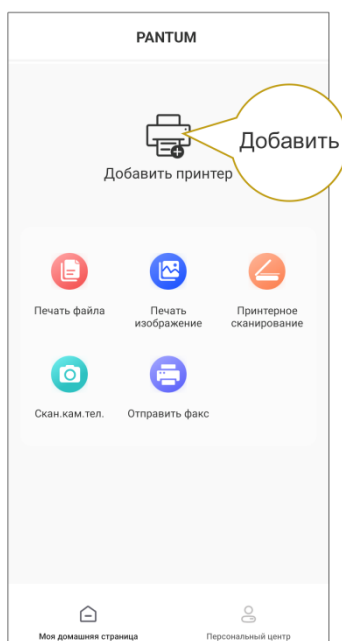 PANTUM
Добавить
Добавить принтер
Печать файла
Печать
изображение
Принтерное
сканирование
Скан.кам.тел.
Отправить факс
Моя домашняя страница
Персональный центр